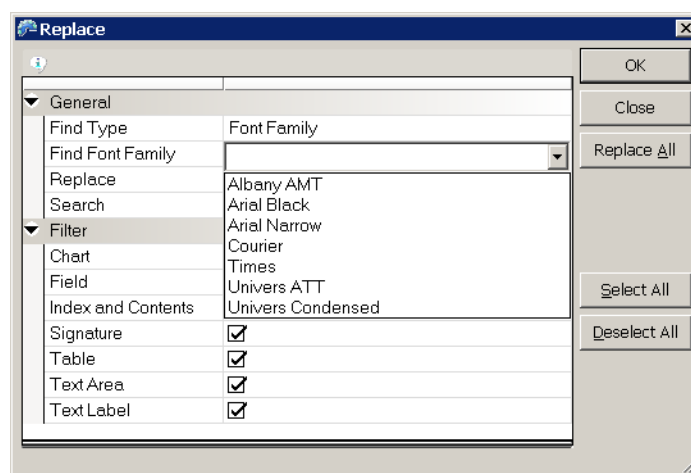 Replace
OK
Close
Replace All
Select All
Deselect All
General
Find Type Font Family
Find Font Family
Replace
Search
Filter
Chart
Field
Index and Contents
Signature
Table
Text Area
Text Label
Albany AMT
Arial Black
Arial Narrow
Courier
Times
Univers ATT
Univers Condensed